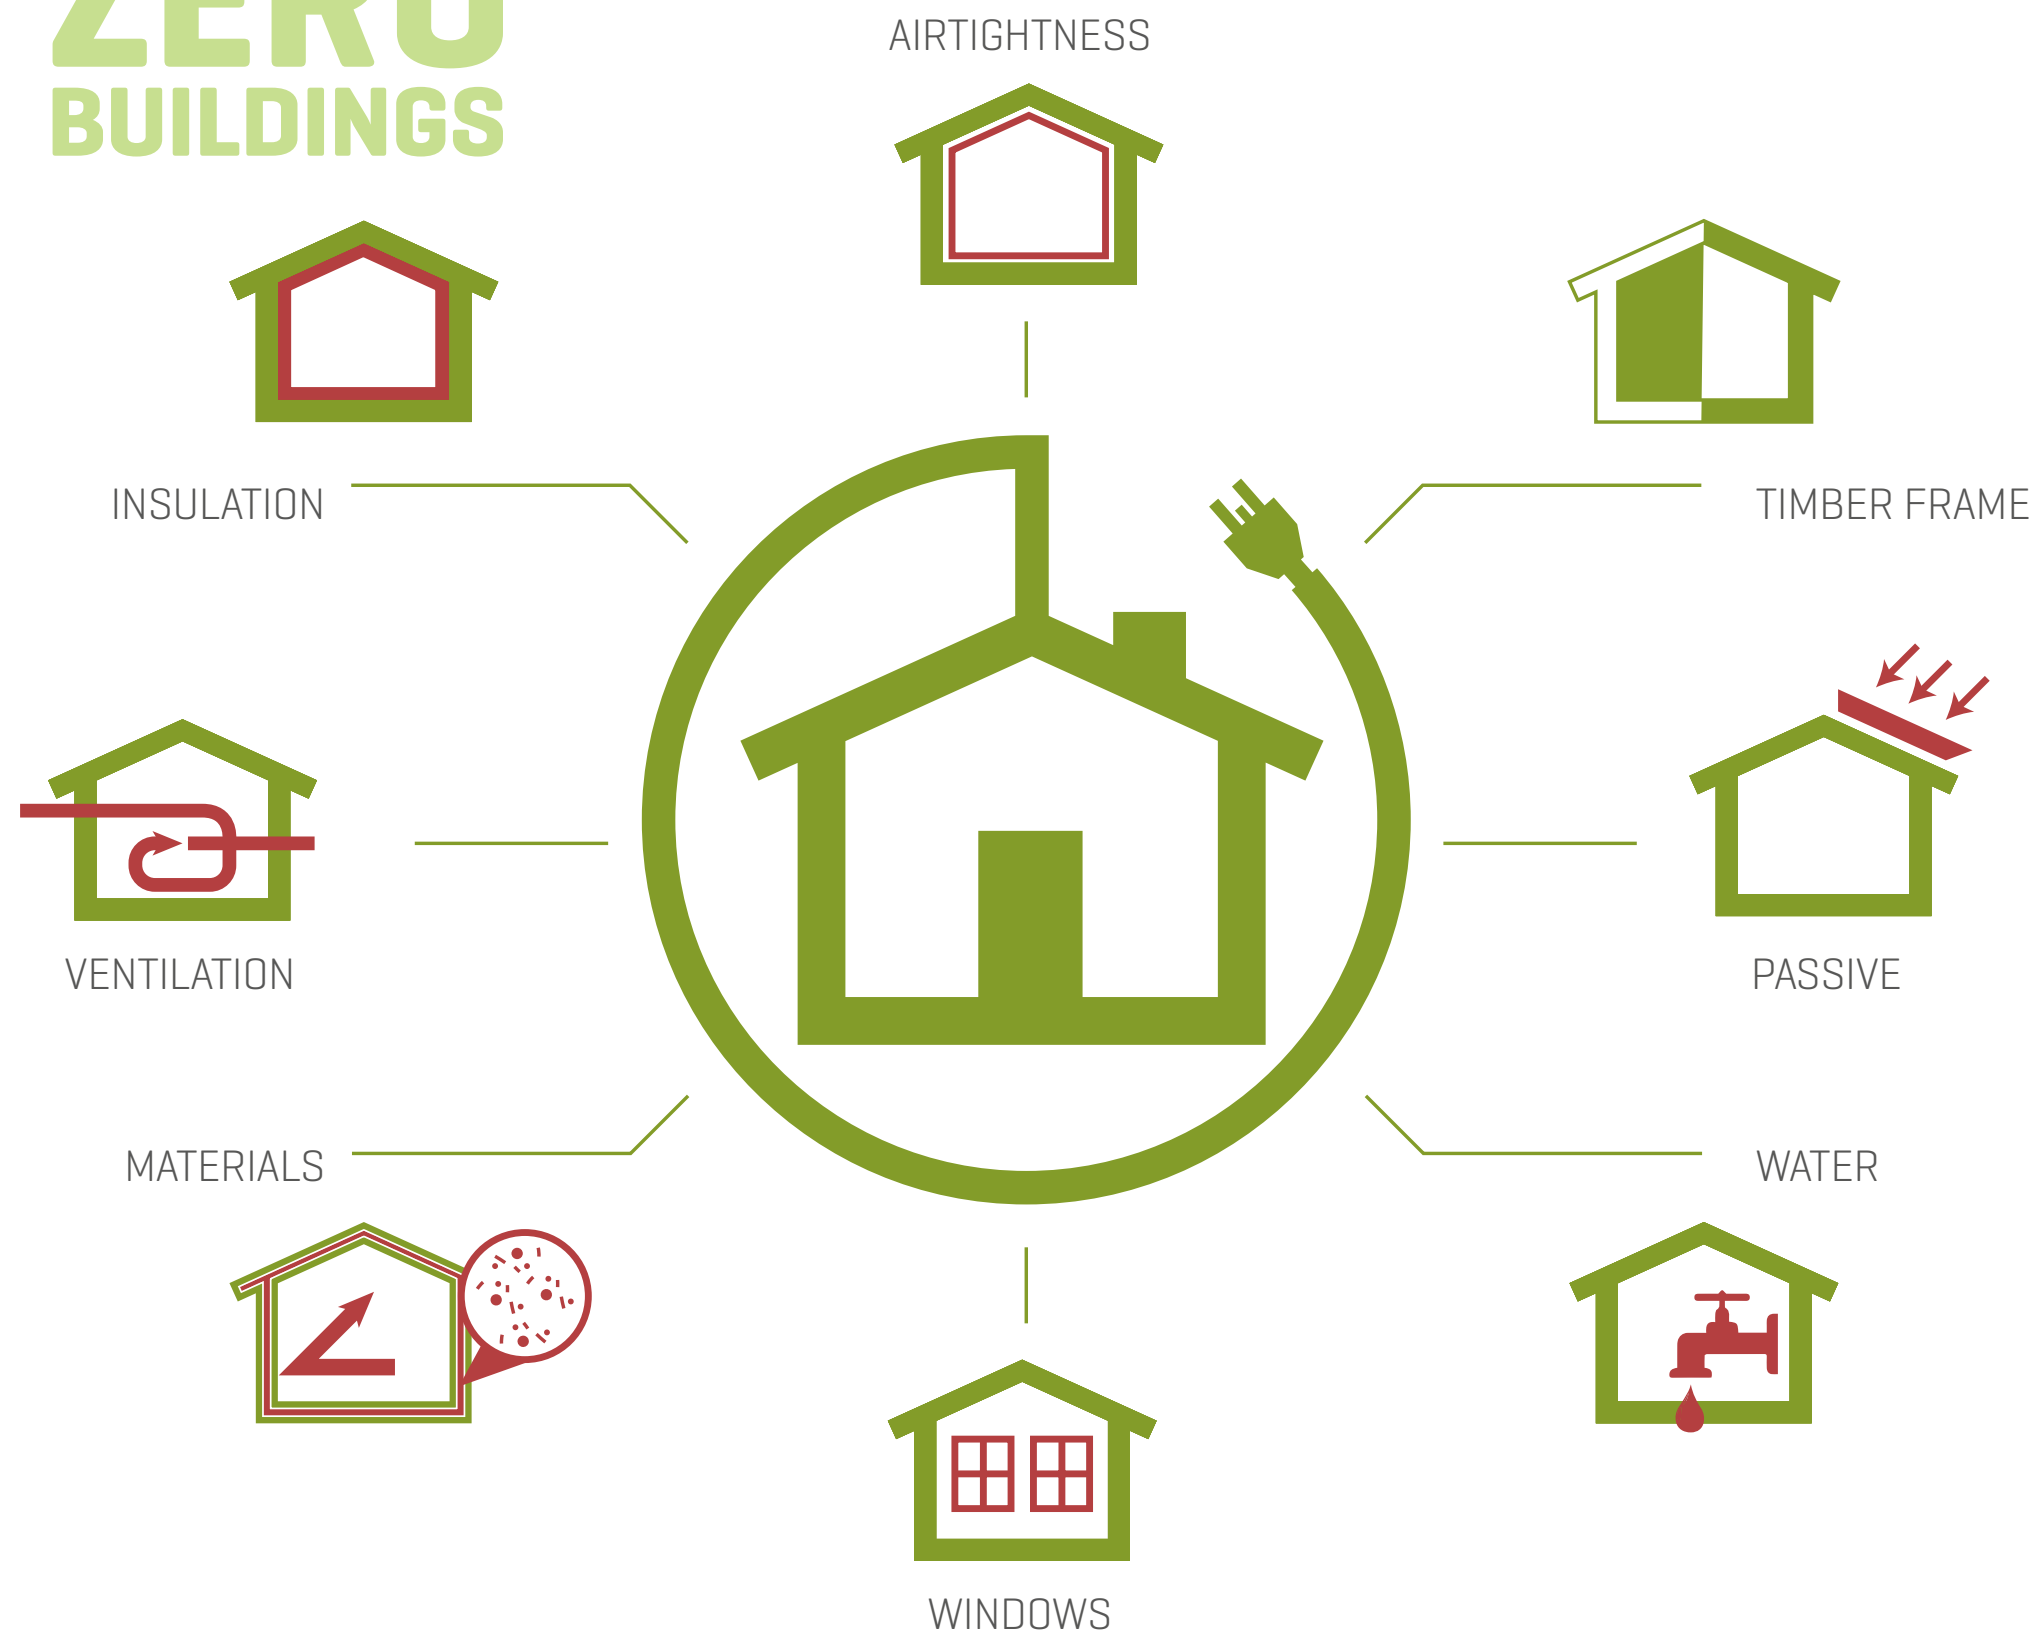 ZERO
BUILDINGS
AIRTIGHTNESS
INSULATION
TIMBER FRAME
VENTILATION
PASSIVE
MATERIALS
WATER
WINDOWS